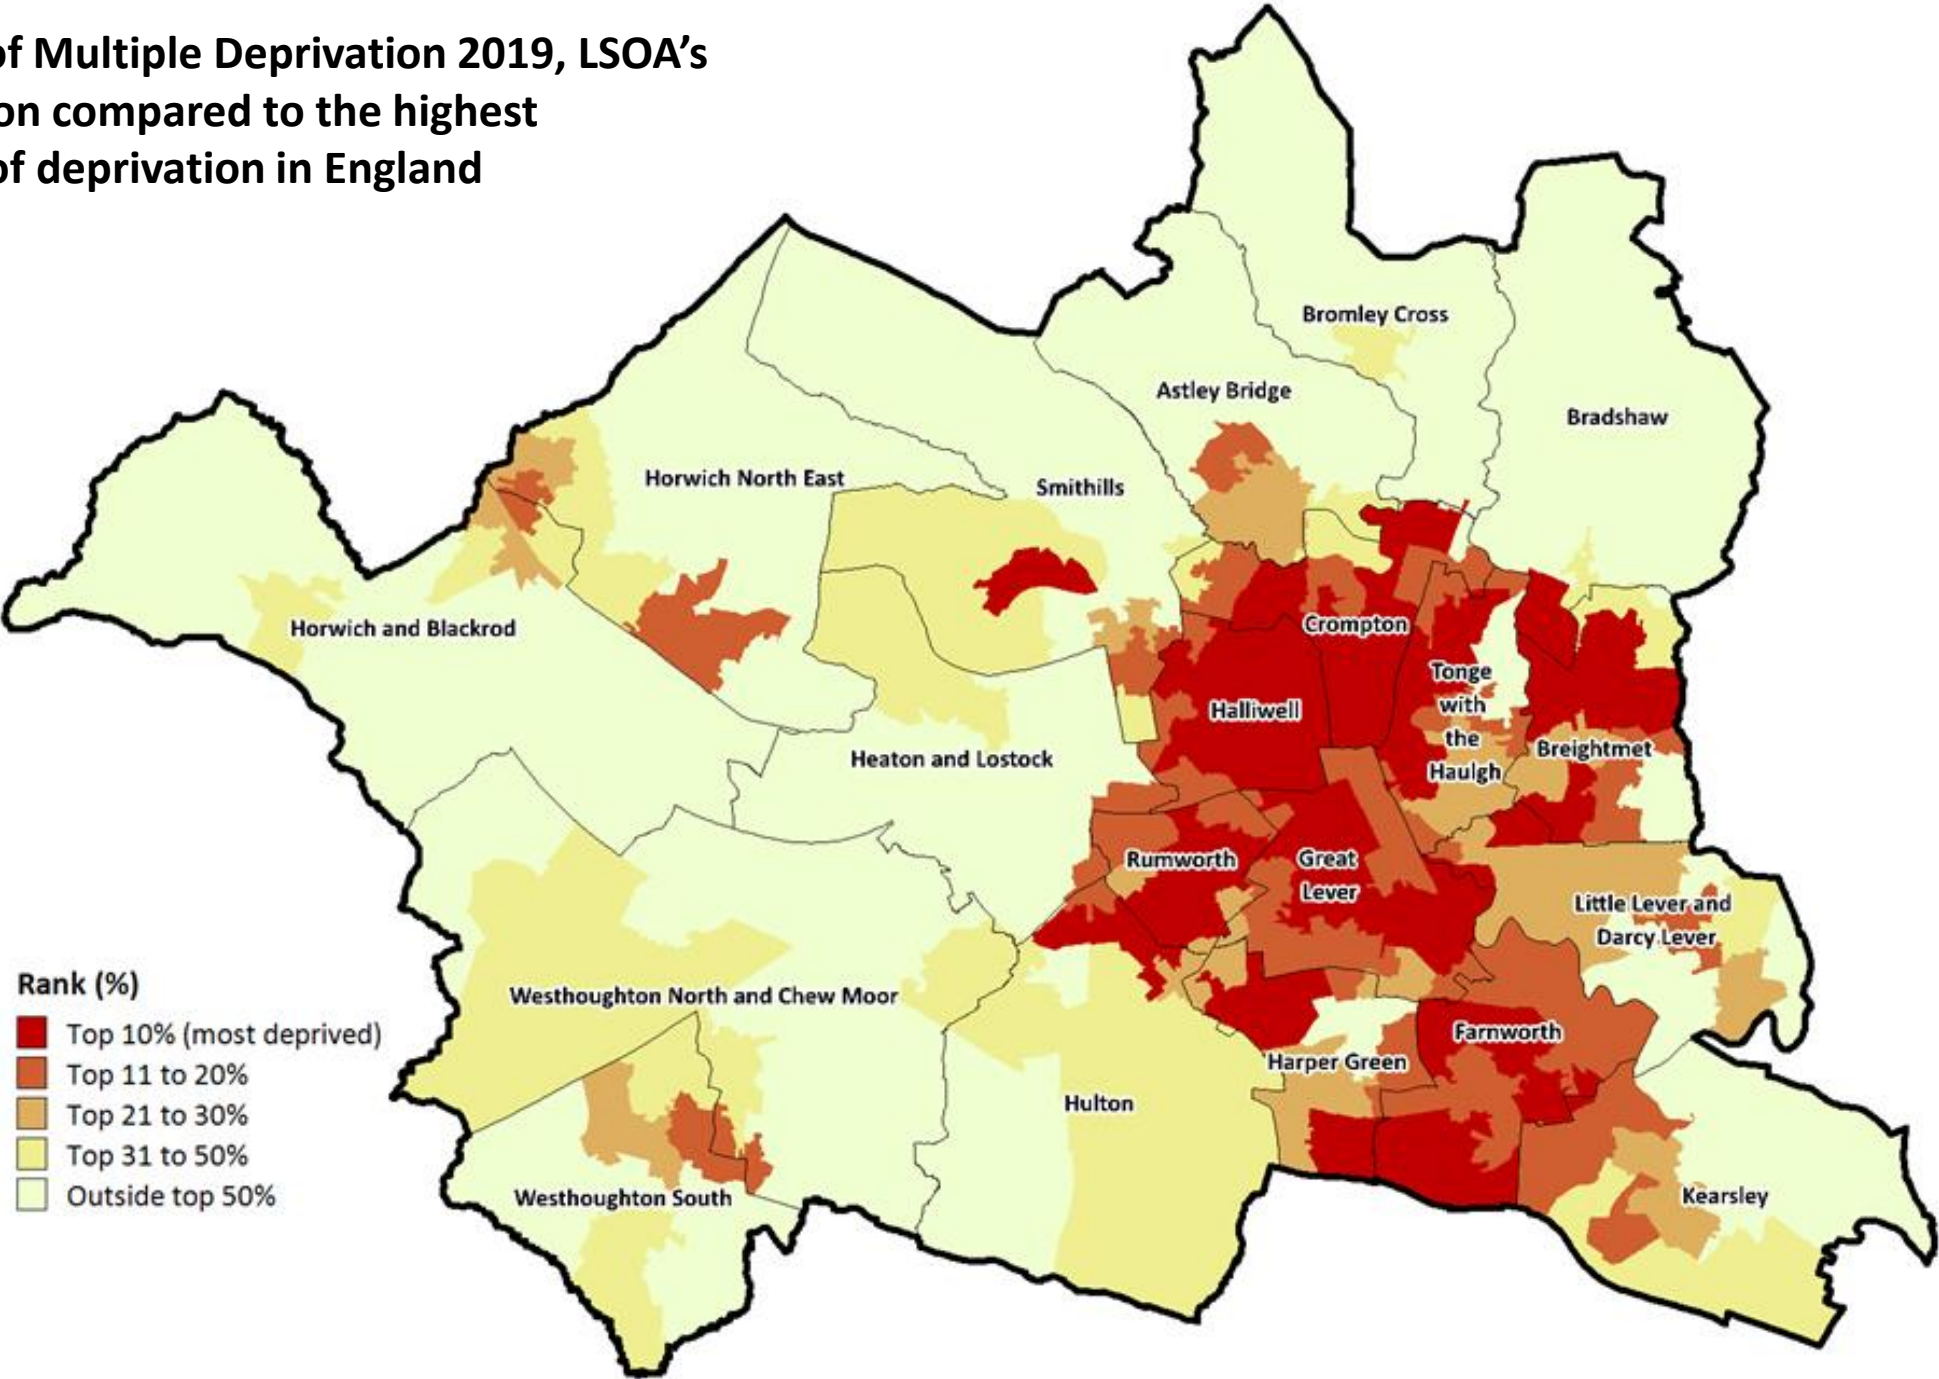 of Multiple Deprivation 2019, LSOA’s
on compared to the highest
of deprivation in England
Bromley Cross
Astley Bridge
Bradshaw
Horwich North East
Smithills
Horwich and Blackrod
Crompton
Tonge
with
the
Haulgh
Halliwell
Breightmet
Heaton and Lostock
Rumworth
Great
Lever
Little Lever and
Darcy Lever
Westhoughton North and Chew Moor
Farnworth
Harper Green
Hulton
Kearsley
Westhoughton South
Rank (%)
Top 10% (most deprived)
Top 11 to 20%
Top 21 to 30%
Top 31 to 50%
Outside top 50%